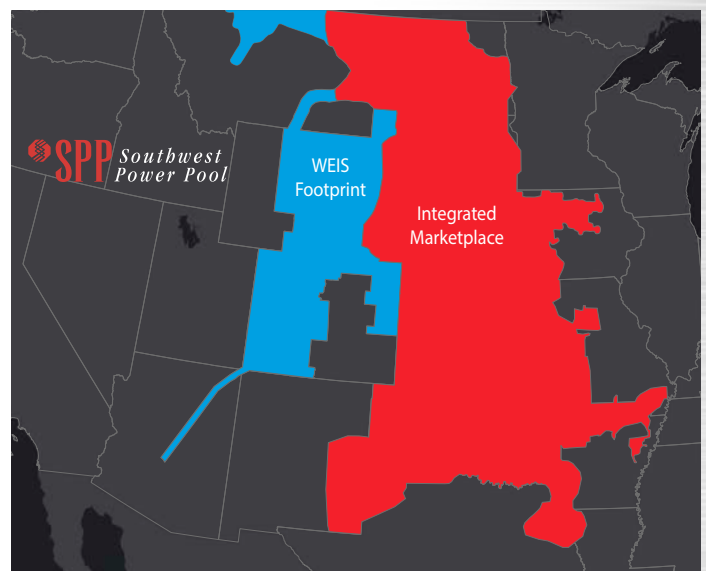 SPP Southwest
Power Pool
WEIS
Footprint
Integrated
Marketplace